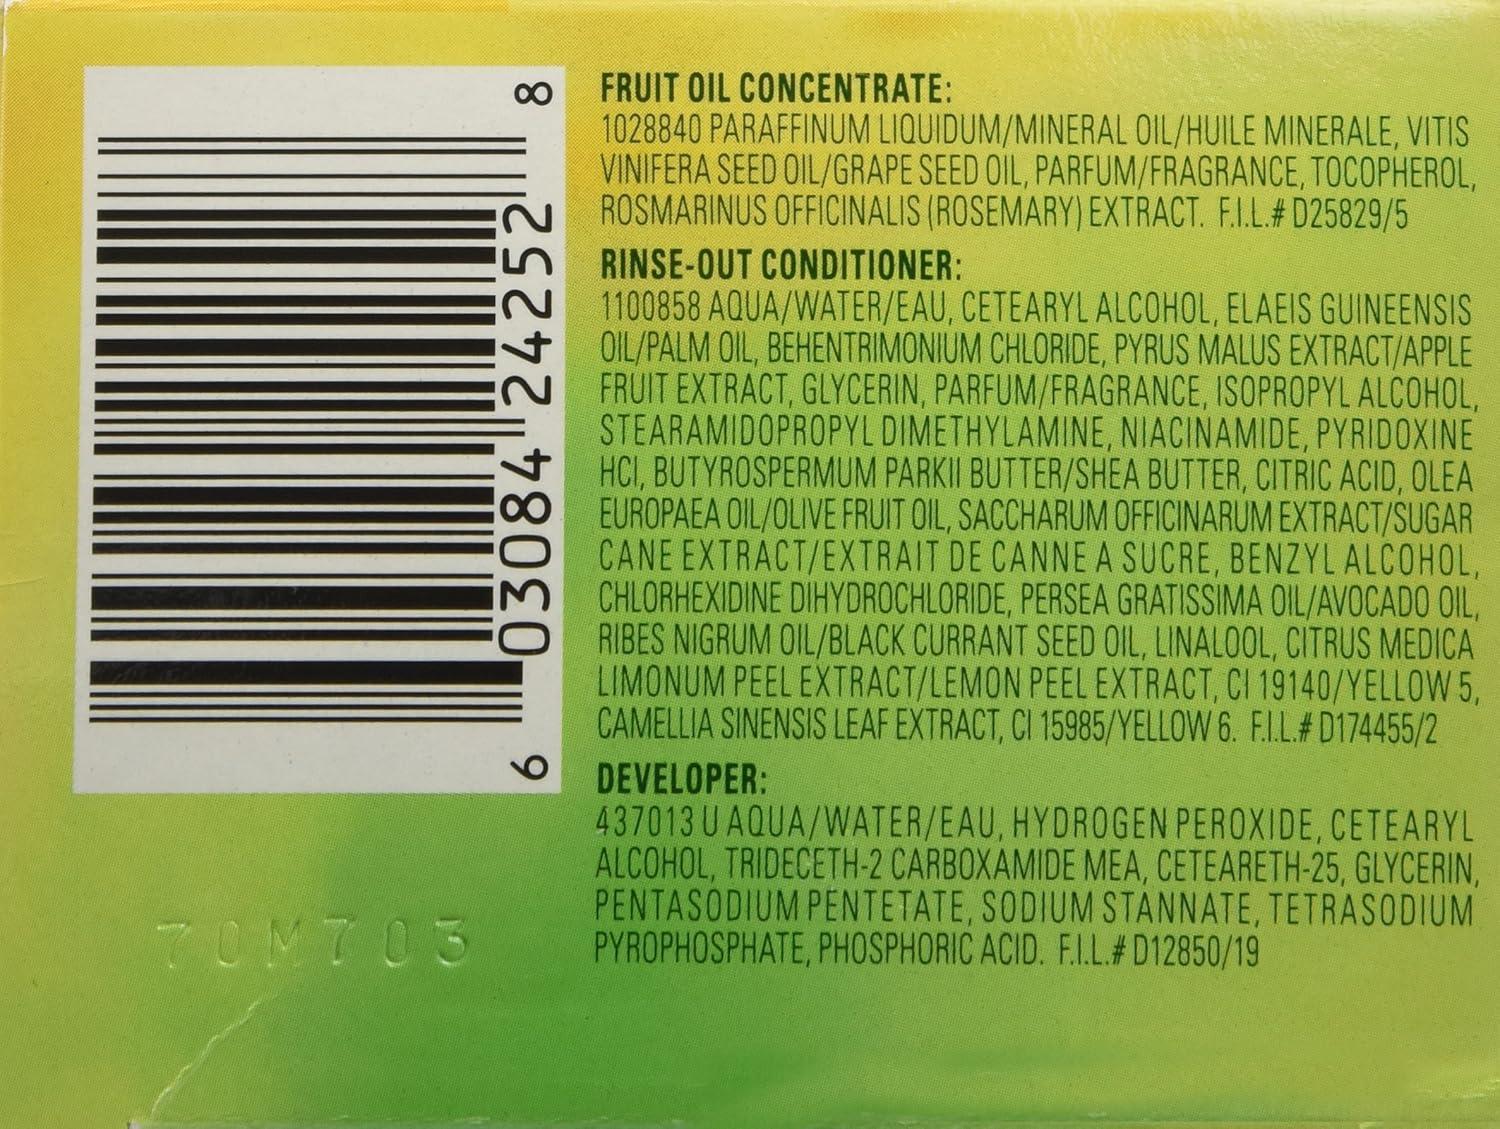 6 03084 24252 8
FRUIT OIL CONCENTRATE:
1028840 PARAFFINUM LIQUIDUM/MINERAL OIL/HUILE MINERALE, VITIS
VINIFERA SEED OIL/GRAPE SEED OIL, PARFUM/FRAGRANCE, TOCOPHEROL,
ROSMARINUS OFFICINALIS (ROSEMARY) EXTRACT. F.I.L.# D25829/5
RINSE-OUT CONDITIONER:
1100858 AQUA/WATER/EAU, CETEARYL ALCOHOL, ELAEIS GUINEENSIS
OIL/PALM OIL, BEHENTRIMONIUM CHLORIDE, PYRUS MALUS EXTRACT/APPLE
FRUIT EXTRACT, GLYCERIN, PARFUM/FRAGRANCE, ISOPROPYL ALCOHOL,
STEARAMIDOPROPYL DIMETHYLAMINE, NIACINAMIDE, PYRIDOXINE
HCI, BUTYROSPERMUM PARKII BUTTER/SHEA BUTTER, CITRIC ACID, OLEA
EUROPAEA OIL/OLIVE FRUIT OIL, SACCHARUM OFFICINARUM EXTRACT/SUGAR
CANE EXTRACT/EXTRAIT DE CANNE A SUCRE, BENZYL ALCOHOL,
CHLORHEXIDINE DIHYDROCHLORIDE, PERSEA GRATISSIMA OIL/AVOCADO OIL,
RIBES NIGRUM OIL/BLACK CURRANT SEED OIL, LINALOOL, CITRUS MEDICA
LIMONUM PEEL EXTRACT/LEMON PEEL EXTRACT, CI 19140/YELLOW 5,
CAMELLIA SINENSIS LEAF EXTRACT, CI 15985/YELLOW 6. F.I.L.# D174455/2
DEVELOPER:
437013 U AQUA/WATER/EAU, HYDROGEN PEROXIDE, CETEARYL
ALCOHOL, TRIDECETH-2 CARBOXAMIDE MEA, CETEARETH-25, GLYCERIN,
PENTASODIUM PENTETATE, SODIUM STANNATE, TETRASODIUM
PYROPHOSPHATE, PHOSPHORIC ACID. F.I.L.# D12850/19
70M703